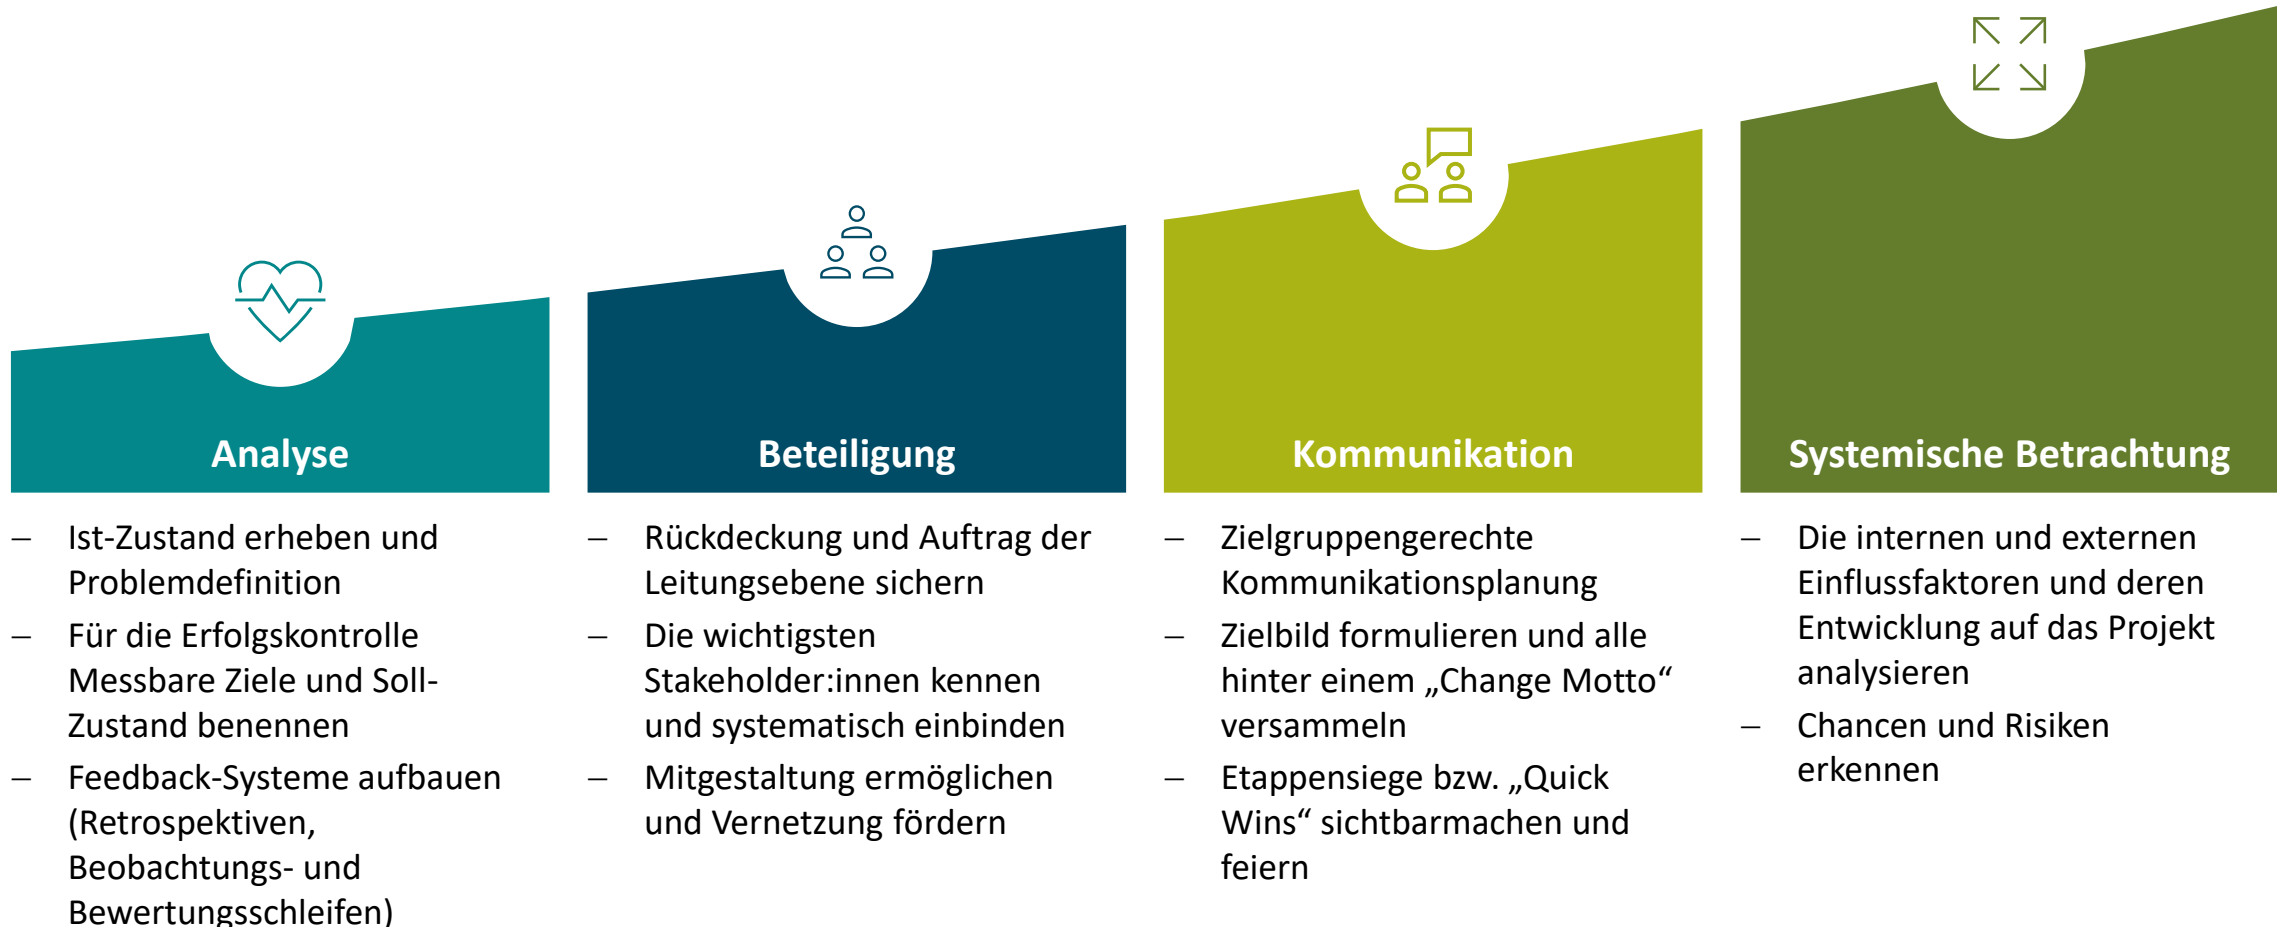 Analyse
– Ist-Zustand erheben und
Problemdefinition
– Für die Erfolgskontrolle
Messbare Ziele und Soll-
Zustand benennen
– Feedback-Systeme aufbauen
(Retrospektiven,
Beobachtungs- und
Bewertungsschleifen)
Beteiligung
– Rückdeckung und Auftrag der
Leitungsebene sichern
– Die wichtigsten
Stakeholder:innen kennen
und systematisch einbinden
– Mitgestaltung ermöglichen
und Vernetzung fördern
Kommunikation
– Zielgruppengerechte
Kommunikationsplanung
– Zielbild formulieren und alle
hinter einem „Change Motto“
versammeln
– Etappensiege bzw. „Quick
Wins“ sichtbarmachen und
feiern
Systemische Betrachtung
– Die internen und externen
Einflussfaktoren und deren
Entwicklung auf das Projekt
analysieren
– Chancen und Risiken
erkennen